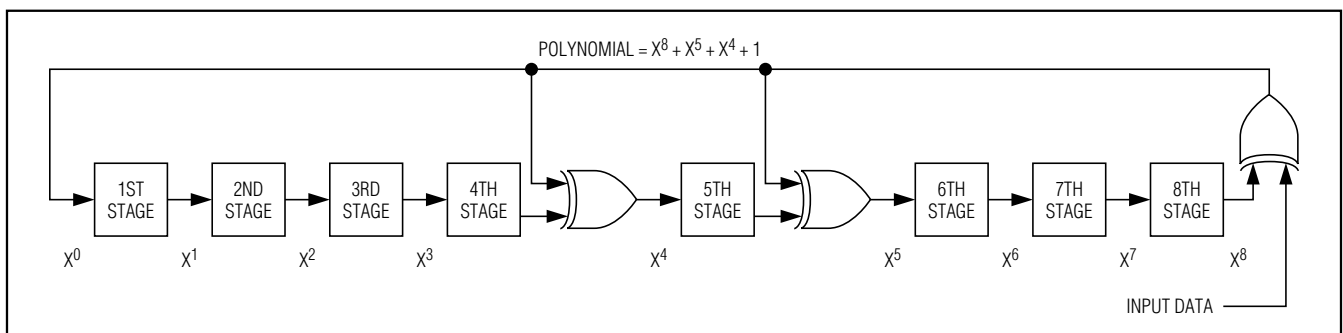 POLYNOMIAL = X⁸ + X⁵ + X⁴ + 1
1ST
STAGE
2ND
STAGE
3RD
STAGE
4TH
STAGE
5TH
STAGE
6TH
STAGE
7TH
STAGE
8TH
STAGE
X⁰
X¹
X²
X³
X⁴
X⁵
X⁶
X⁷
X⁸
INPUT DATA